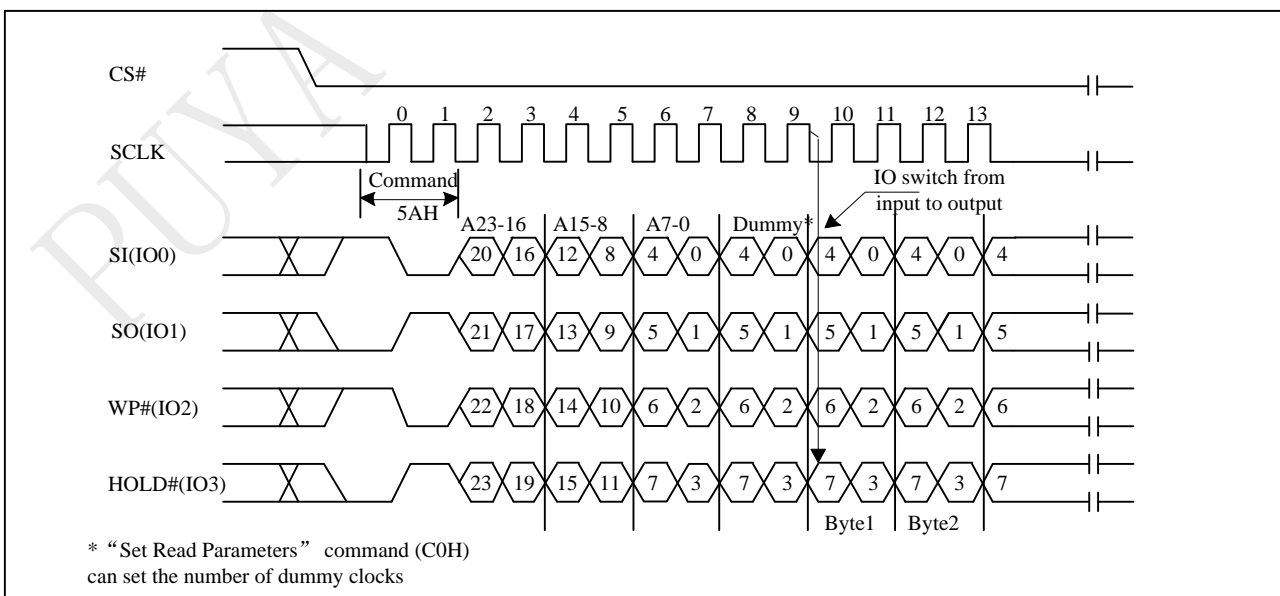 PUYA
CS#
0 1 2 3 4 5 6 7 8 9 10 11 12 13
SCLK
Command
5AH
IO switch from
input to output
A23-16 A15-8 A7-0 Dummy*
SI(IO0) 20 16 12 8 4 0 4 0 4 0 4 0 4
SO(IO1) 21 17 13 9 5 1 5 1 5 1 5 1 5
WP#(IO2) 22 18 14 10 6 2 6 2 6 2 6 2 6
HOLD#(IO3) 23 19 15 11 7 3 7 3 7 3 7 3 7
Byte1 Byte2
* “Set Read Parameters” command (C0H)
can set the number of dummy clocks